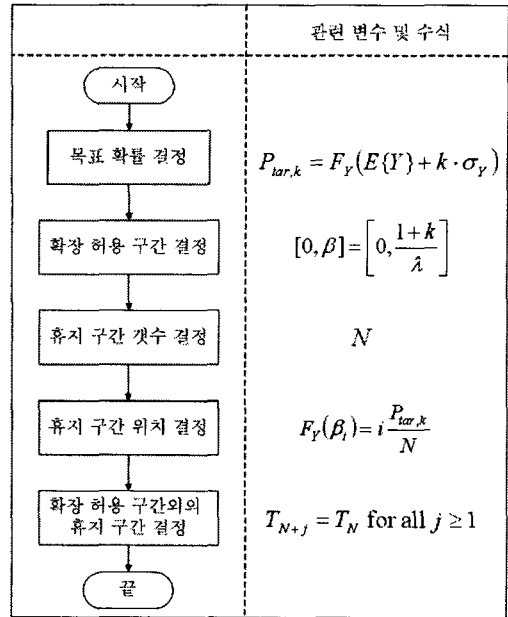 관련 변수 및 수식
시작
목표 확률 결정
P_{tar,k} = F_Y(E{Y} + k · σ_Y)
확장 허용 구간 결정
[0, β] = [0, (1 + k)/λ̂]
휴지 구간 갯수 결정
N
휴지 구간 위치 결정
F_Y(β_i) = i P_{tar,k}/N
확장 허용 구간외의
휴지 구간 결정
T_{N+j} = T_N for all j ≥ 1
끝